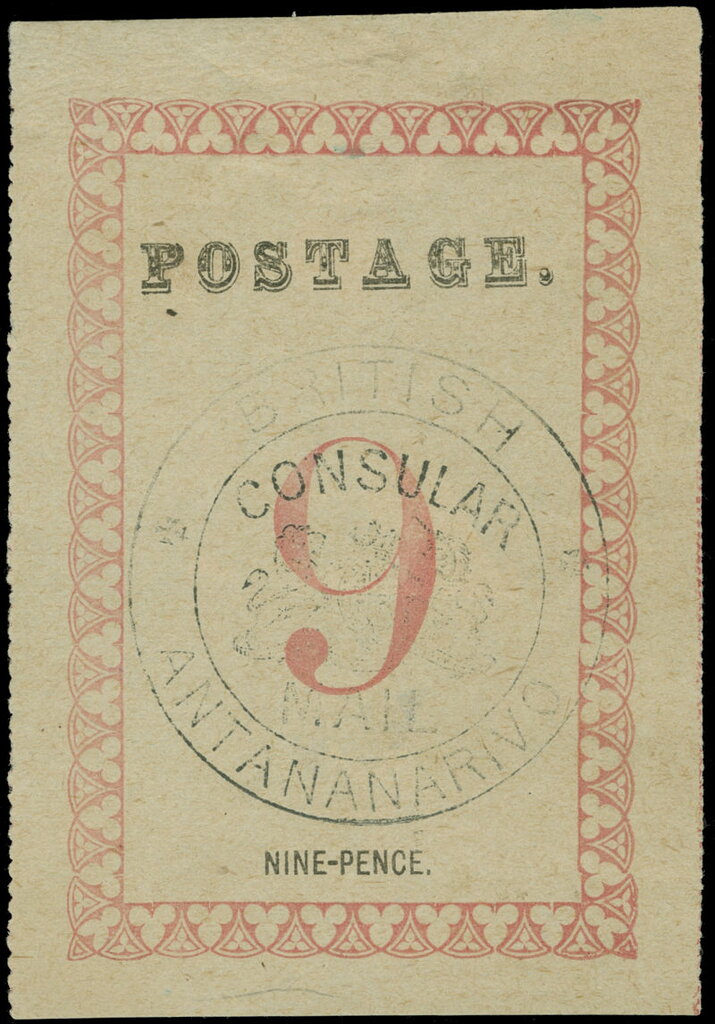 POSTAGE.
BRITISH
CONSULAR
9
MAIL
ANTANANARIVO
NINE-PENCE.